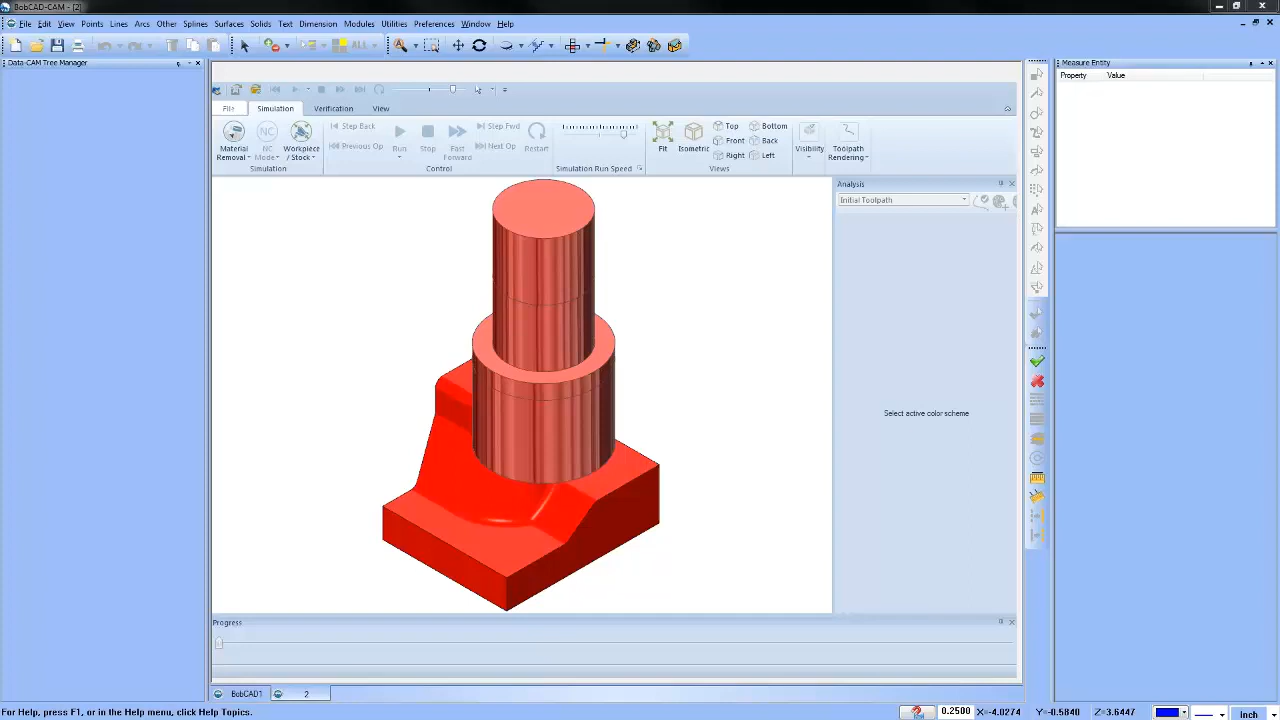 BobCAD-CAM - [2]
File Edit View Points Lines Arcs Other Splines Surfaces Solids Text Dimension Modules Utilities Preferences Window Help
ALL
Data-CAM Tree Manager
Measure Entity
Property Value
File Simulation Verification View
Step Back Step Fwd Top Bottom
Previous Op Next Op Front Back
Right Left
Material Removal NC Mode Workpiece / Stock Run Stop Fast Forward Restart Fit Isometric Visibility Toolpath Rendering
Simulation Control Simulation Run Speed Views
Analysis
Initial Toolpath
Select active color scheme
Progress
BobCAD1 2
For Help, press F1, or in the Help menu, click Help Topics. 0.2500 X=-4.0274 Y=-0.5840 Z=3.6447 Inch